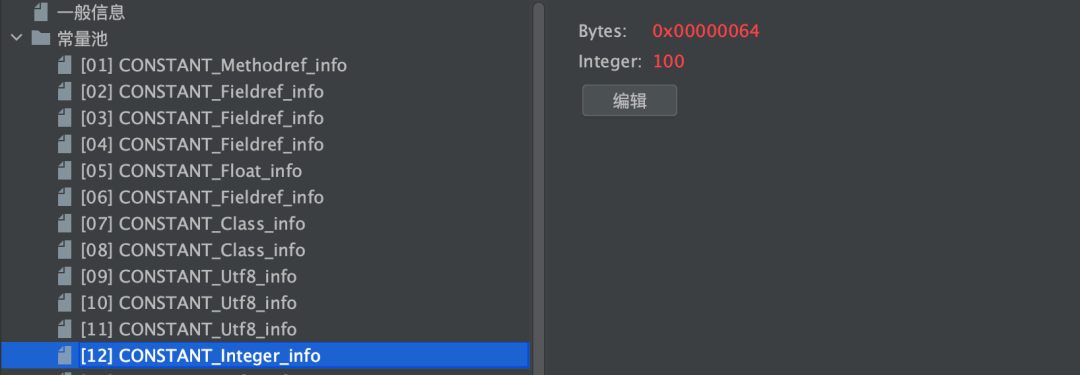 一般信息
常量池
[01] CONSTANT_Methodref_info
[02] CONSTANT_Fieldref_info
[03] CONSTANT_Fieldref_info
[04] CONSTANT_Fieldref_info
[05] CONSTANT_Float_info
[06] CONSTANT_Fieldref_info
[07] CONSTANT_Class_info
[08] CONSTANT_Class_info
[09] CONSTANT_Utf8_info
[10] CONSTANT_Utf8_info
[11] CONSTANT_Utf8_info
[12] CONSTANT_Integer_info
Bytes: 0x00000064
Integer: 100
编辑